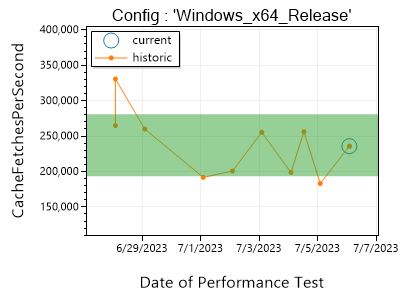 Config : 'Windows_x64_Release'
current
historic
400,000
350,000
300,000
250,000
200,000
150,000
CacheFetchesPerSecond
6/29/2023 7/1/2023 7/3/2023 7/5/2023 7/7/2023
Date of Performance Test